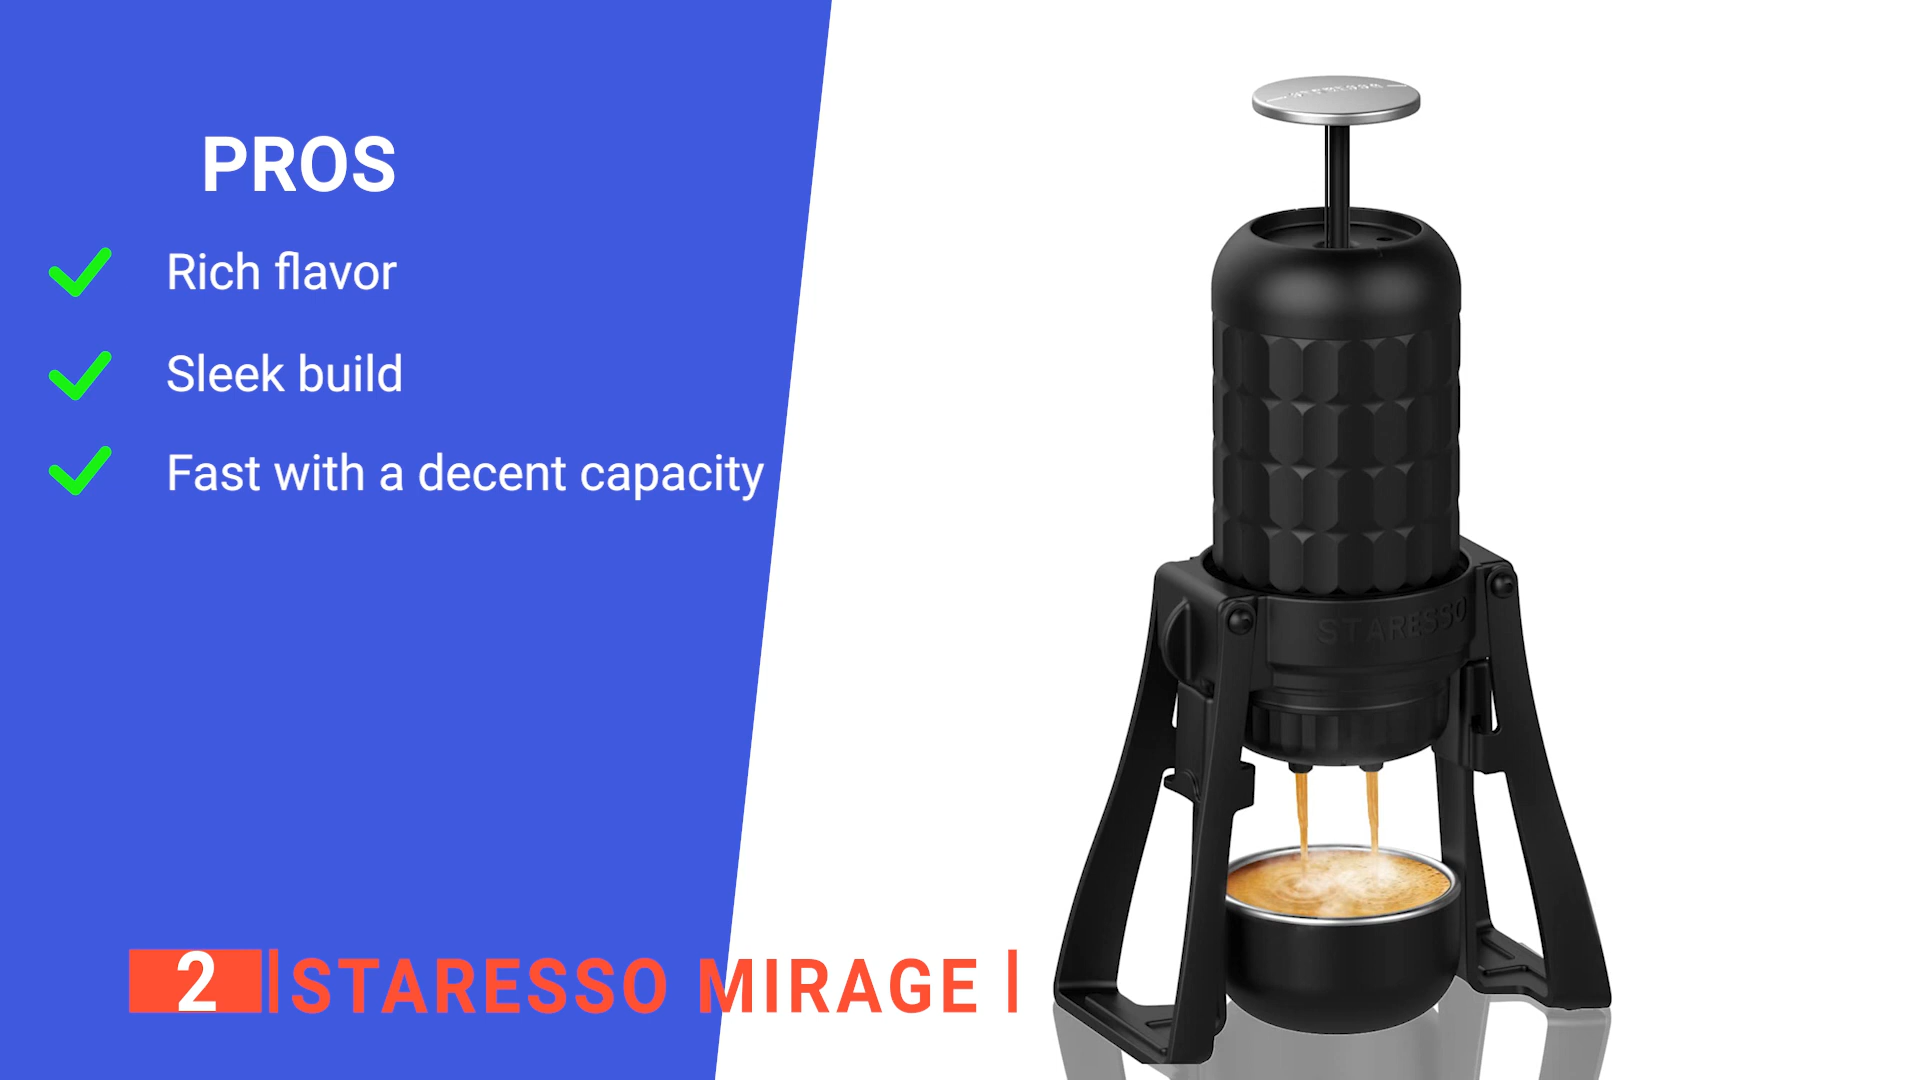 PROS
Rich flavor
Sleek build
Fast with a decent capacity
STARESSO
2 |STARESSO MIRAGE |